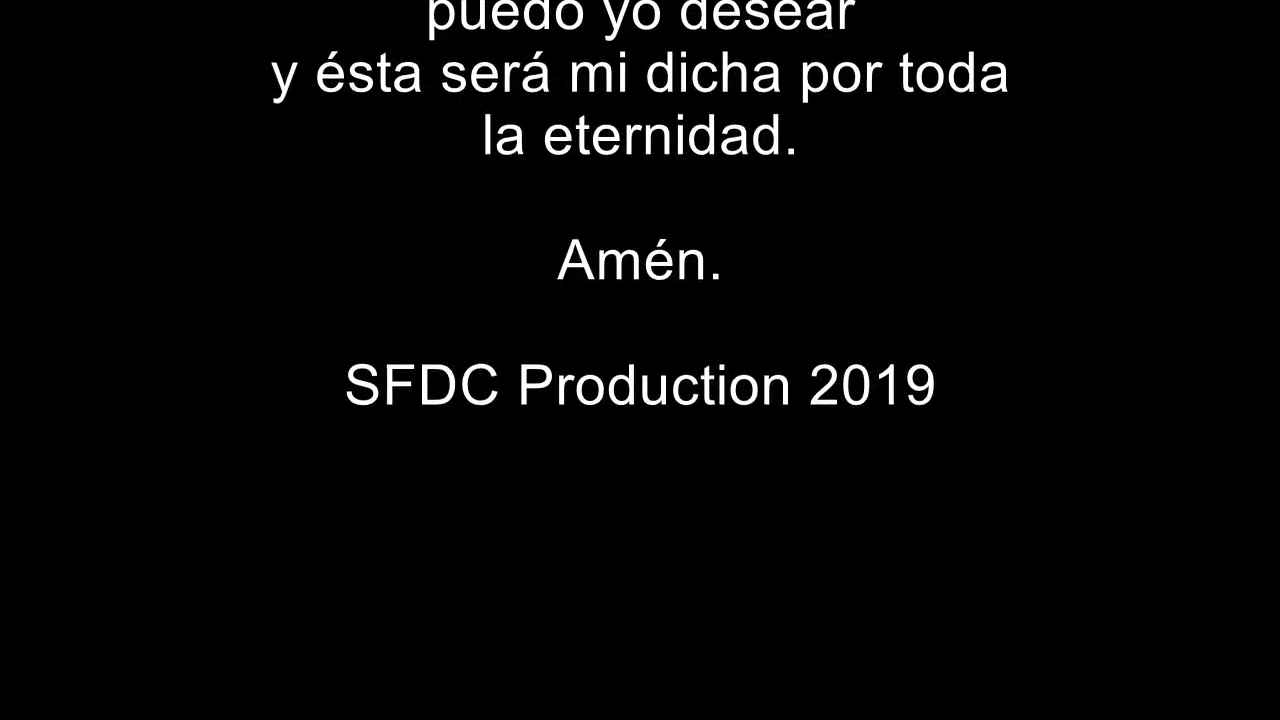 puedo yo desear
y ésta será mi dicha por toda
la eternidad.
Amén.
SFDC Production 2019